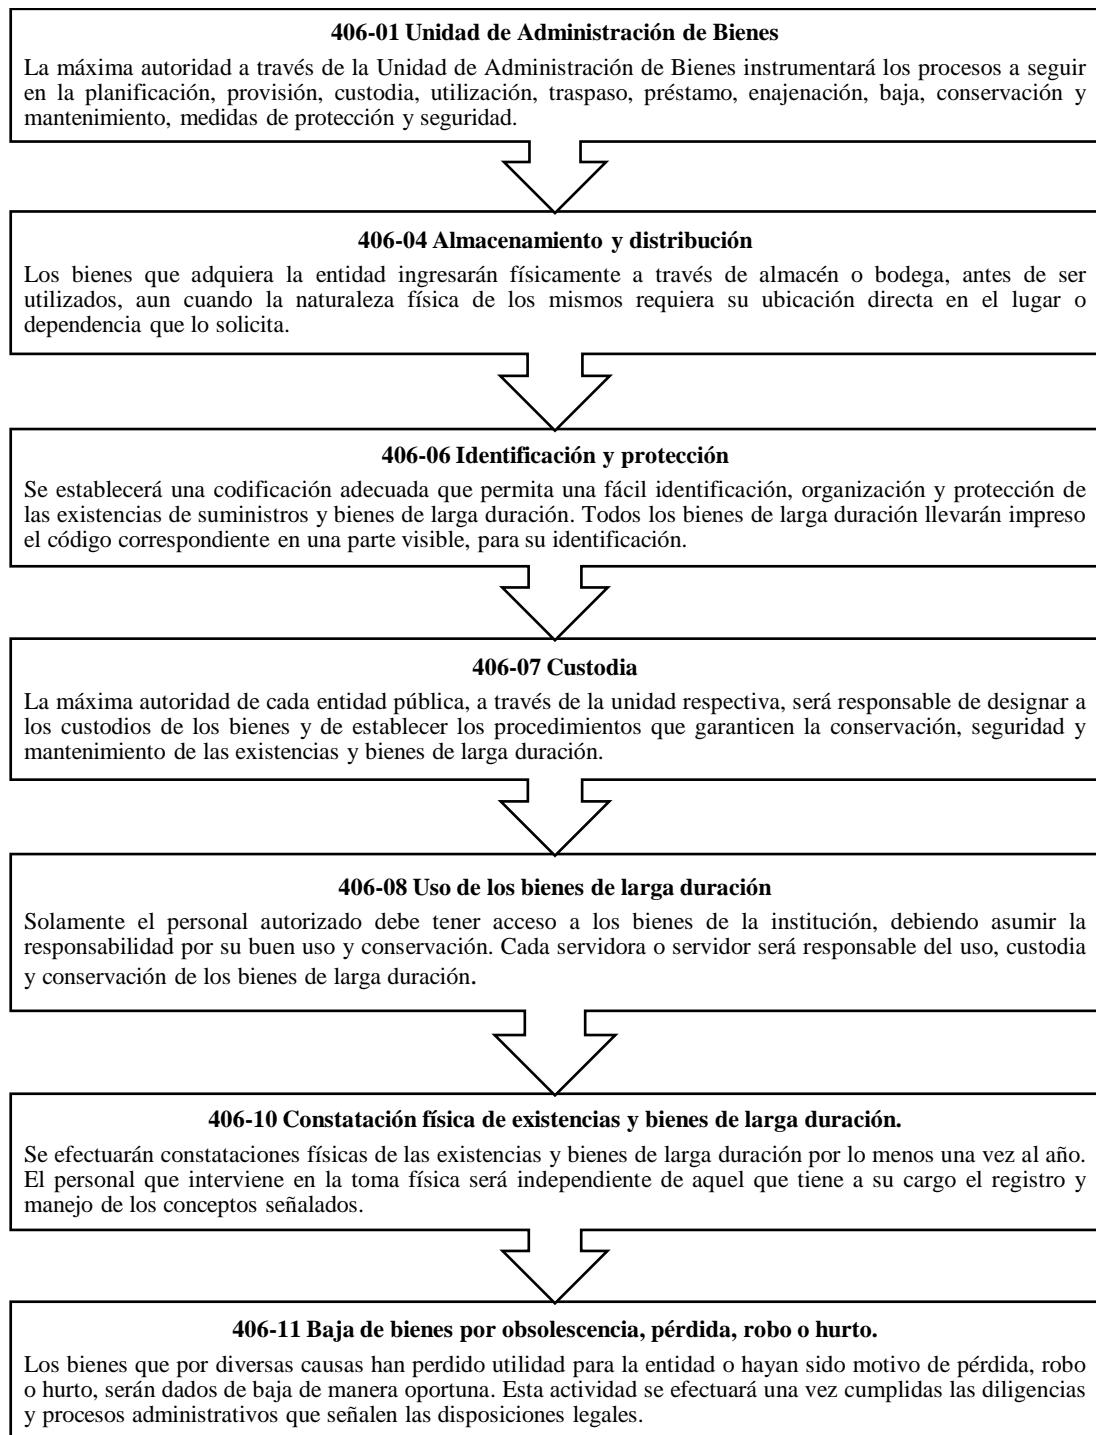 406-01 Unidad de Administración de Bienes
La máxima autoridad a través de la Unidad de Administración de Bienes instrumentará los procesos a seguir
en la planificación, provisión, custodia, utilización, traspaso, préstamo, enajenación, baja, conservación y
mantenimiento, medidas de protección y seguridad.
406-04 Almacenamiento y distribución
Los bienes que adquiera la entidad ingresarán físicamente a través de almacén o bodega, antes de ser
utilizados, aun cuando la naturaleza física de los mismos requiera su ubicación directa en el lugar o
dependencia que lo solicita.
406-06 Identificación y protección
Se establecerá una codificación adecuada que permita una fácil identificación, organización y protección de
las existencias de suministros y bienes de larga duración. Todos los bienes de larga duración llevarán impreso
el código correspondiente en una parte visible, para su identificación.
406-07 Custodia
La máxima autoridad de cada entidad pública, a través de la unidad respectiva, será responsable de designar a
los custodios de los bienes y de establecer los procedimientos que garanticen la conservación, seguridad y
mantenimiento de las existencias y bienes de larga duración.
406-08 Uso de los bienes de larga duración
Solamente el personal autorizado debe tener acceso a los bienes de la institución, debiendo asumir la
responsabilidad por su buen uso y conservación. Cada servidora o servidor será responsable del uso, custodia
y conservación de los bienes de larga duración.
406-10 Constatación física de existencias y bienes de larga duración.
Se efectuarán constataciones físicas de las existencias y bienes de larga duración por lo menos una vez al año.
El personal que interviene en la toma física será independiente de aquel que tiene a su cargo el registro y
manejo de los conceptos señalados.
406-11 Baja de bienes por obsolescencia, pérdida, robo o hurto.
Los bienes que por diversas causas han perdido utilidad para la entidad o hayan sido motivo de pérdida, robo
o hurto, serán dados de baja de manera oportuna. Esta actividad se efectuará una vez cumplidas las diligencias
y procesos administrativos que señalen las disposiciones legales.